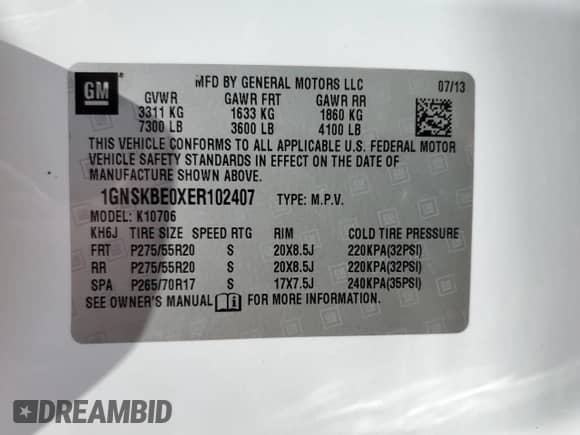 GM
MFD BY GENERAL MOTORS LLC 07/13
GVWR GAWR FRT GAWR RR
3311 KG 1633 KG 1860 KG
7300 LB 3600 LB 4100 LB
THIS VEHICLE CONFORMS TO ALL APPLICABLE U.S. FEDERAL MOTOR
VEHICLE SAFETY STANDARDS IN EFFECT ON THE DATE OF
MANUFACTURE SHOWN ABOVE.
1GNSKBE0XER102407 TYPE: M.P.V.
MODEL: K10706
KH6J TIRE SIZE SPEED RTG RIM COLD TIRE PRESSURE
FRT P275/55R20 S 20X8.5J 220KPA(32PSI)
RR P275/55R20 S 20X8.5J 220KPA(32PSI)
SPA P265/70R17 S 17X7.5J 240KPA(35PSI)
SEE OWNER'S MANUAL FOR MORE INFORMATION.
DREAMBID